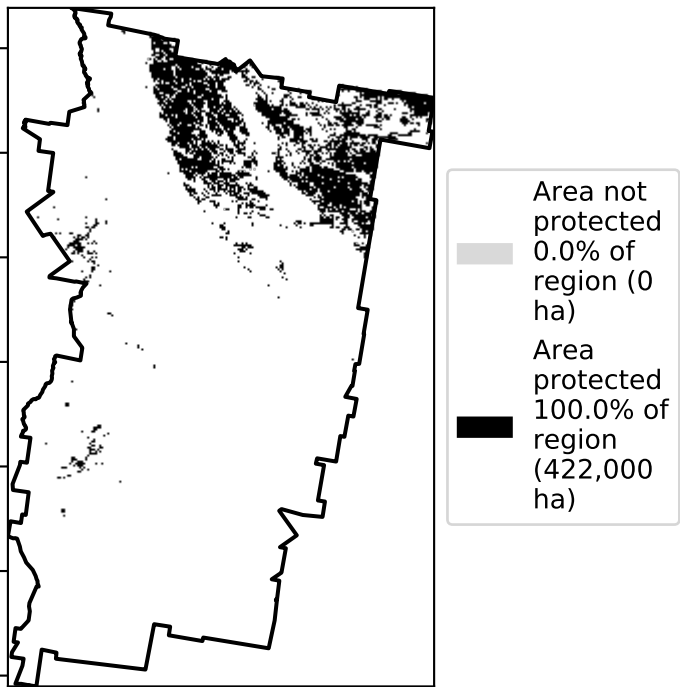 Area not
protected
0.0% of
region (0
ha)
Area
protected
100.0% of
region
(422,000
ha)